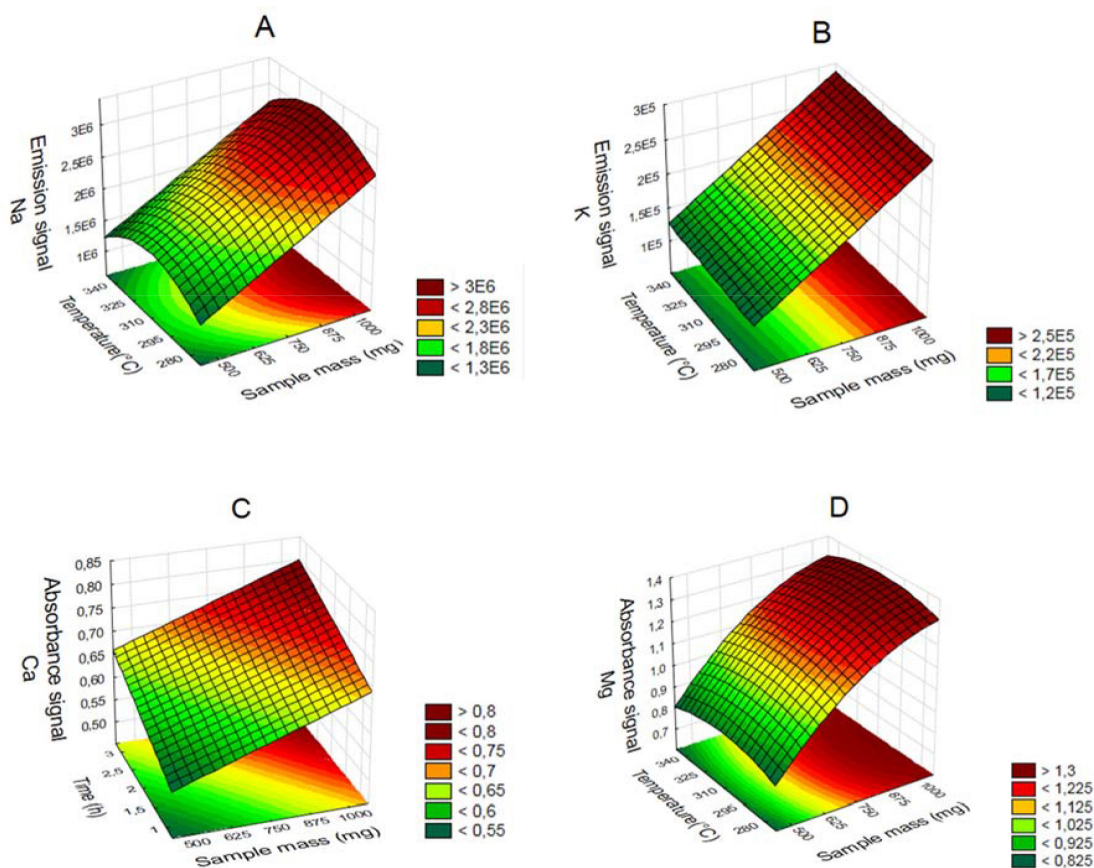 A
Emission signal
Na
3E6
2,5E6
2E6
1,5E6
1E6
340
325
310
295
280
Temperature(°C)
500
625
750
875
1000
Sample mass (mg)
> 3E6
< 2,8E6
< 2,3E6
< 1,8E6
< 1,3E6
B
Emission signal
K
3E5
2,5E5
2E5
1,5E5
1E5
340
325
310
295
280
Temperature (°C)
500
625
750
875
1000
Sample mass (mg)
> 2,5E5
< 2,2E5
< 1,7E5
< 1,2E5
C
Absorbance signal
Ca
0,85
0,80
0,75
0,70
0,65
0,60
0,55
0,50
3
2,5
2
1,5
1
Time (h)
500
625
750
875
1000
Sample mass (mg)
> 0,8
< 0,8
< 0,75
< 0,7
< 0,65
< 0,6
< 0,55
D
Absorbance signal
Mg
1,4
1,3
1,2
1,1
1,0
0,9
0,8
0,7
340
325
310
295
280
Temperature(°C)
500
625
750
875
1000
Sample mass (mg)
> 1,3
< 1,225
< 1,125
< 1,025
< 0,925
< 0,825